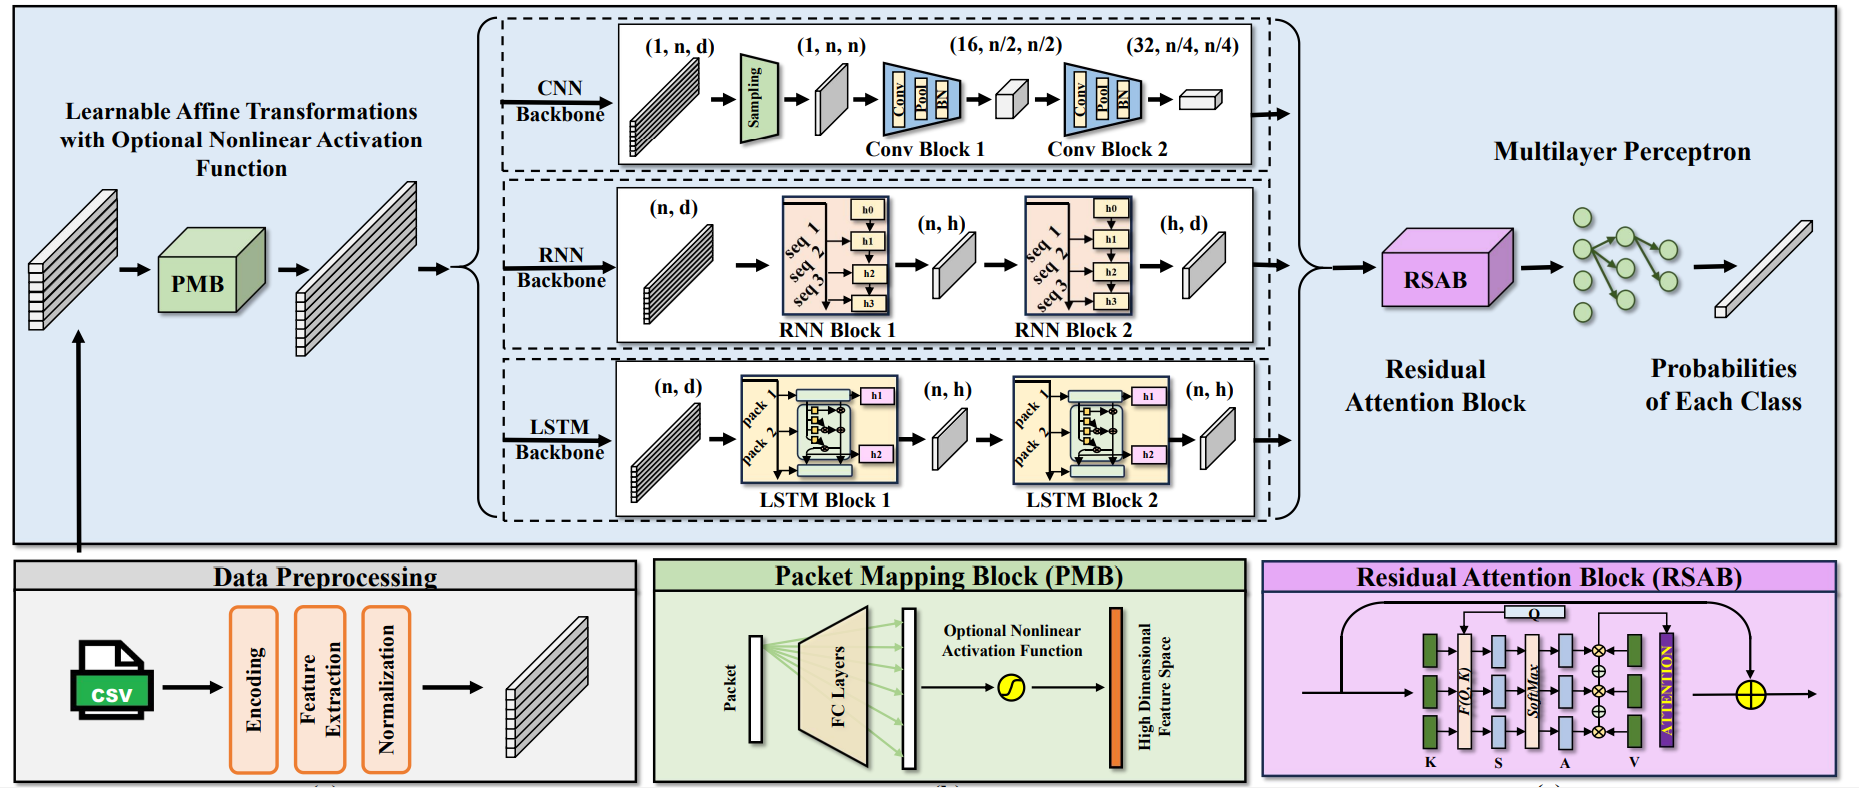 Learnable Affine Transformations
with Optional Nonlinear Activation
Function
PMB
CNN
Backbone
(1, n, d)
Sampling
(1, n, n)
Conv
Pool
BN
Conv Block 1
(16, n/2, n/2)
Conv
Pool
BN
Conv Block 2
(32, n/4, n/4)
RNN
Backbone
(n, d)
seq 1
seq 2
seq 3
h0
h1
h2
h3
RNN Block 1
(n, h)
seq 1
seq 2
seq 3
h0
h1
h2
h3
RNN Block 2
(h, d)
LSTM
Backbone
(n, d)
pack 1
pack 2
h1
h2
LSTM Block 1
(n, h)
pack 1
pack 2
h1
h2
LSTM Block 2
(n, h)
RSAB
Residual
Attention Block
Multilayer Perceptron
Probabilities
of Each Class
Data Preprocessing
CSV
Encoding
Feature
Extraction
Normalization
Packet Mapping Block (PMB)
Packet
FC Layers
Optional Nonlinear
Activation Function
High Dimensional
Feature Space
Residual Attention Block (RSAB)
Q
F(Q, K)
SoftMax
ATTENTION
K
S
A
V